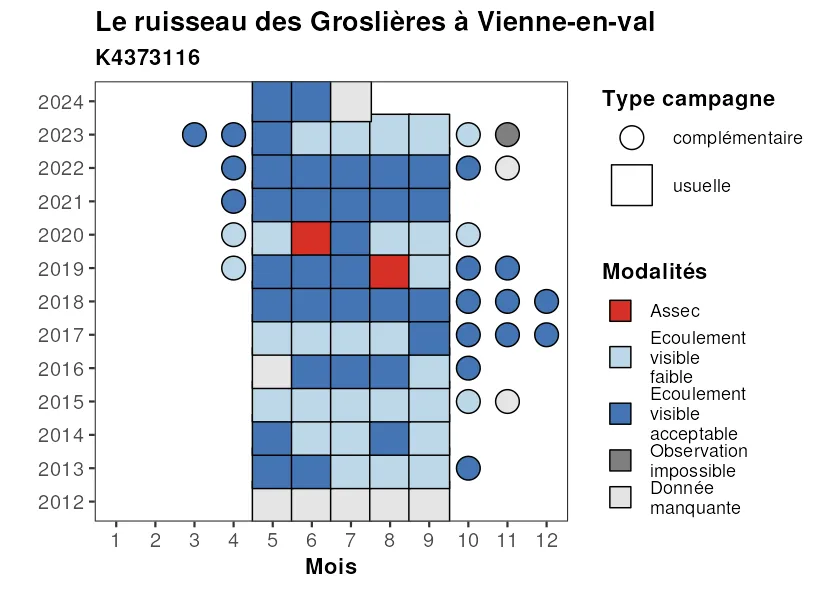 Le ruisseau des Groslières à Vienne-en-val
K4373116
2024
2023
2022
2021
2020
2019
2018
2017
2016
2015
2014
2013
2012
1 2 3 4 5 6 7 8 9 10 11 12
Mois
Type campagne
complémentaire
usuelle
Modalités
Assec
Ecoulement
visible
faible
Ecoulement
visible
acceptable
Observation
impossible
Donnée
manquante